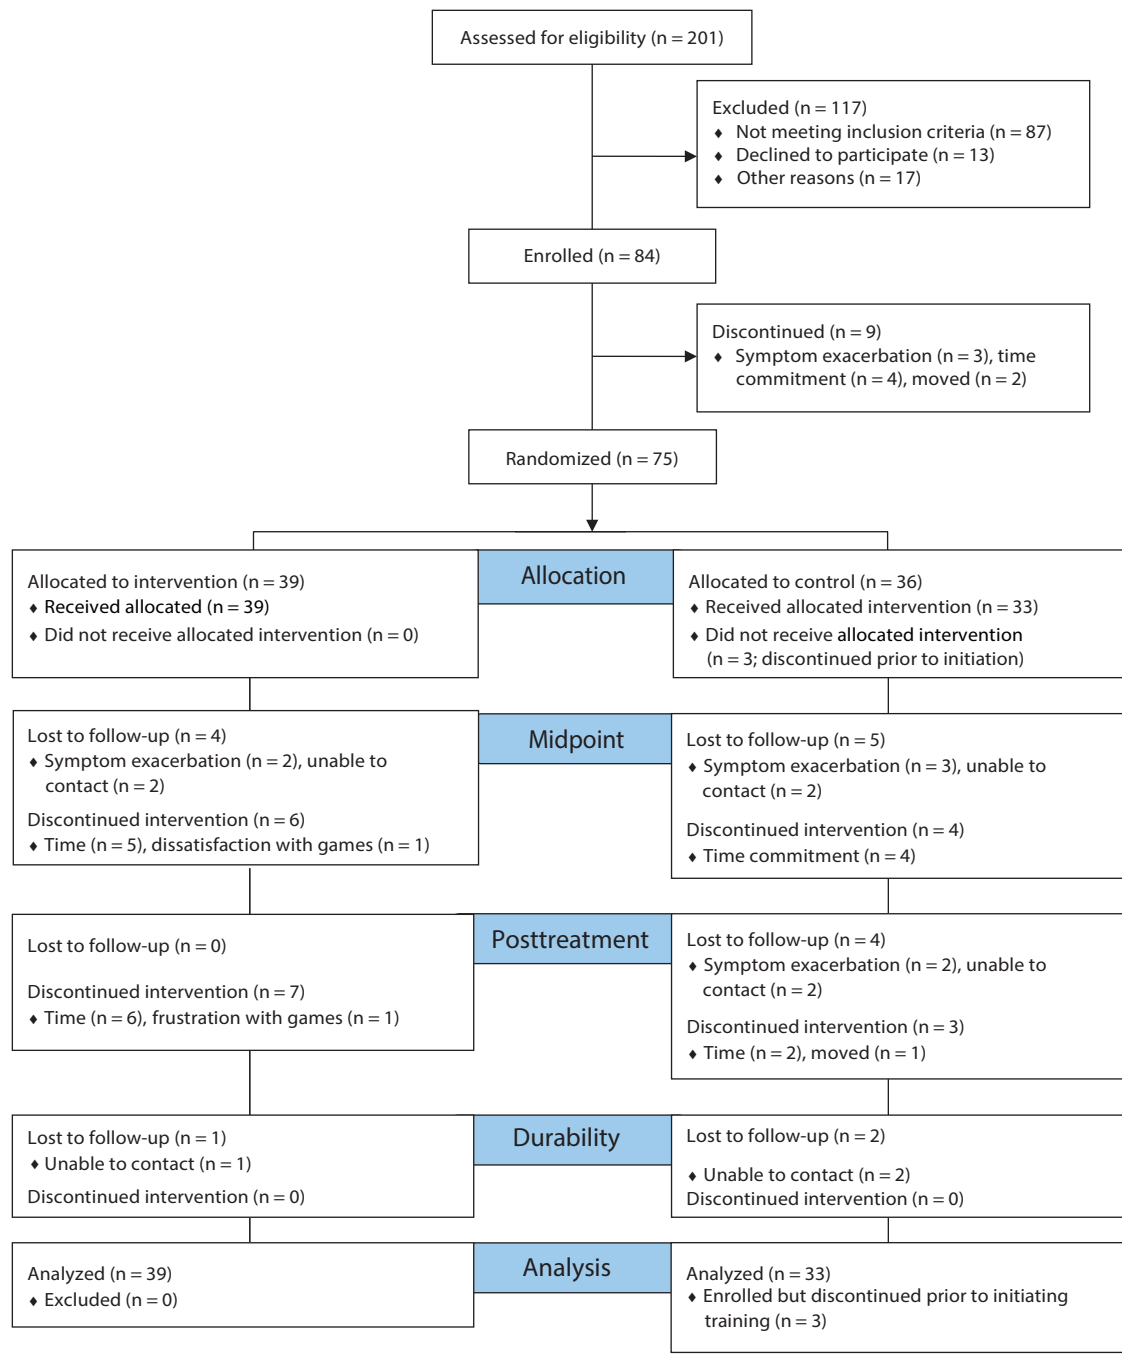 Assessed for eligibility (n = 201)
Excluded (n = 117)
♦ Not meeting inclusion criteria (n = 87)
♦ Declined to participate (n = 13)
♦ Other reasons (n = 17)
Enrolled (n = 84)
Discontinued (n = 9)
♦ Symptom exacerbation (n = 3), time
commitment (n = 4), moved (n = 2)
Randomized (n = 75)
Allocation
Allocated to intervention (n = 39)
♦ Received allocated (n = 39)
♦ Did not receive allocated intervention (n = 0)
Allocated to control (n = 36)
♦ Received allocated intervention (n = 33)
♦ Did not receive allocated intervention
(n = 3; discontinued prior to initiation)
Midpoint
Lost to follow-up (n = 4)
♦ Symptom exacerbation (n = 2), unable to
contact (n = 2)
Discontinued intervention (n = 6)
♦ Time (n = 5), dissatisfaction with games (n = 1)
Lost to follow-up (n = 5)
♦ Symptom exacerbation (n = 3), unable to
contact (n = 2)
Discontinued intervention (n = 4)
♦ Time commitment (n = 4)
Posttreatment
Lost to follow-up (n = 0)
Discontinued intervention (n = 7)
♦ Time (n = 6), frustration with games (n = 1)
Lost to follow-up (n = 4)
♦ Symptom exacerbation (n = 2), unable to
contact (n = 2)
Discontinued intervention (n = 3)
♦ Time (n = 2), moved (n = 1)
Durability
Lost to follow-up (n = 1)
♦ Unable to contact (n = 1)
Discontinued intervention (n = 0)
Lost to follow-up (n = 2)
♦ Unable to contact (n = 2)
Discontinued intervention (n = 0)
Analysis
Analyzed (n = 39)
♦ Excluded (n = 0)
Analyzed (n = 33)
♦ Enrolled but discontinued prior to initiating
training (n = 3)